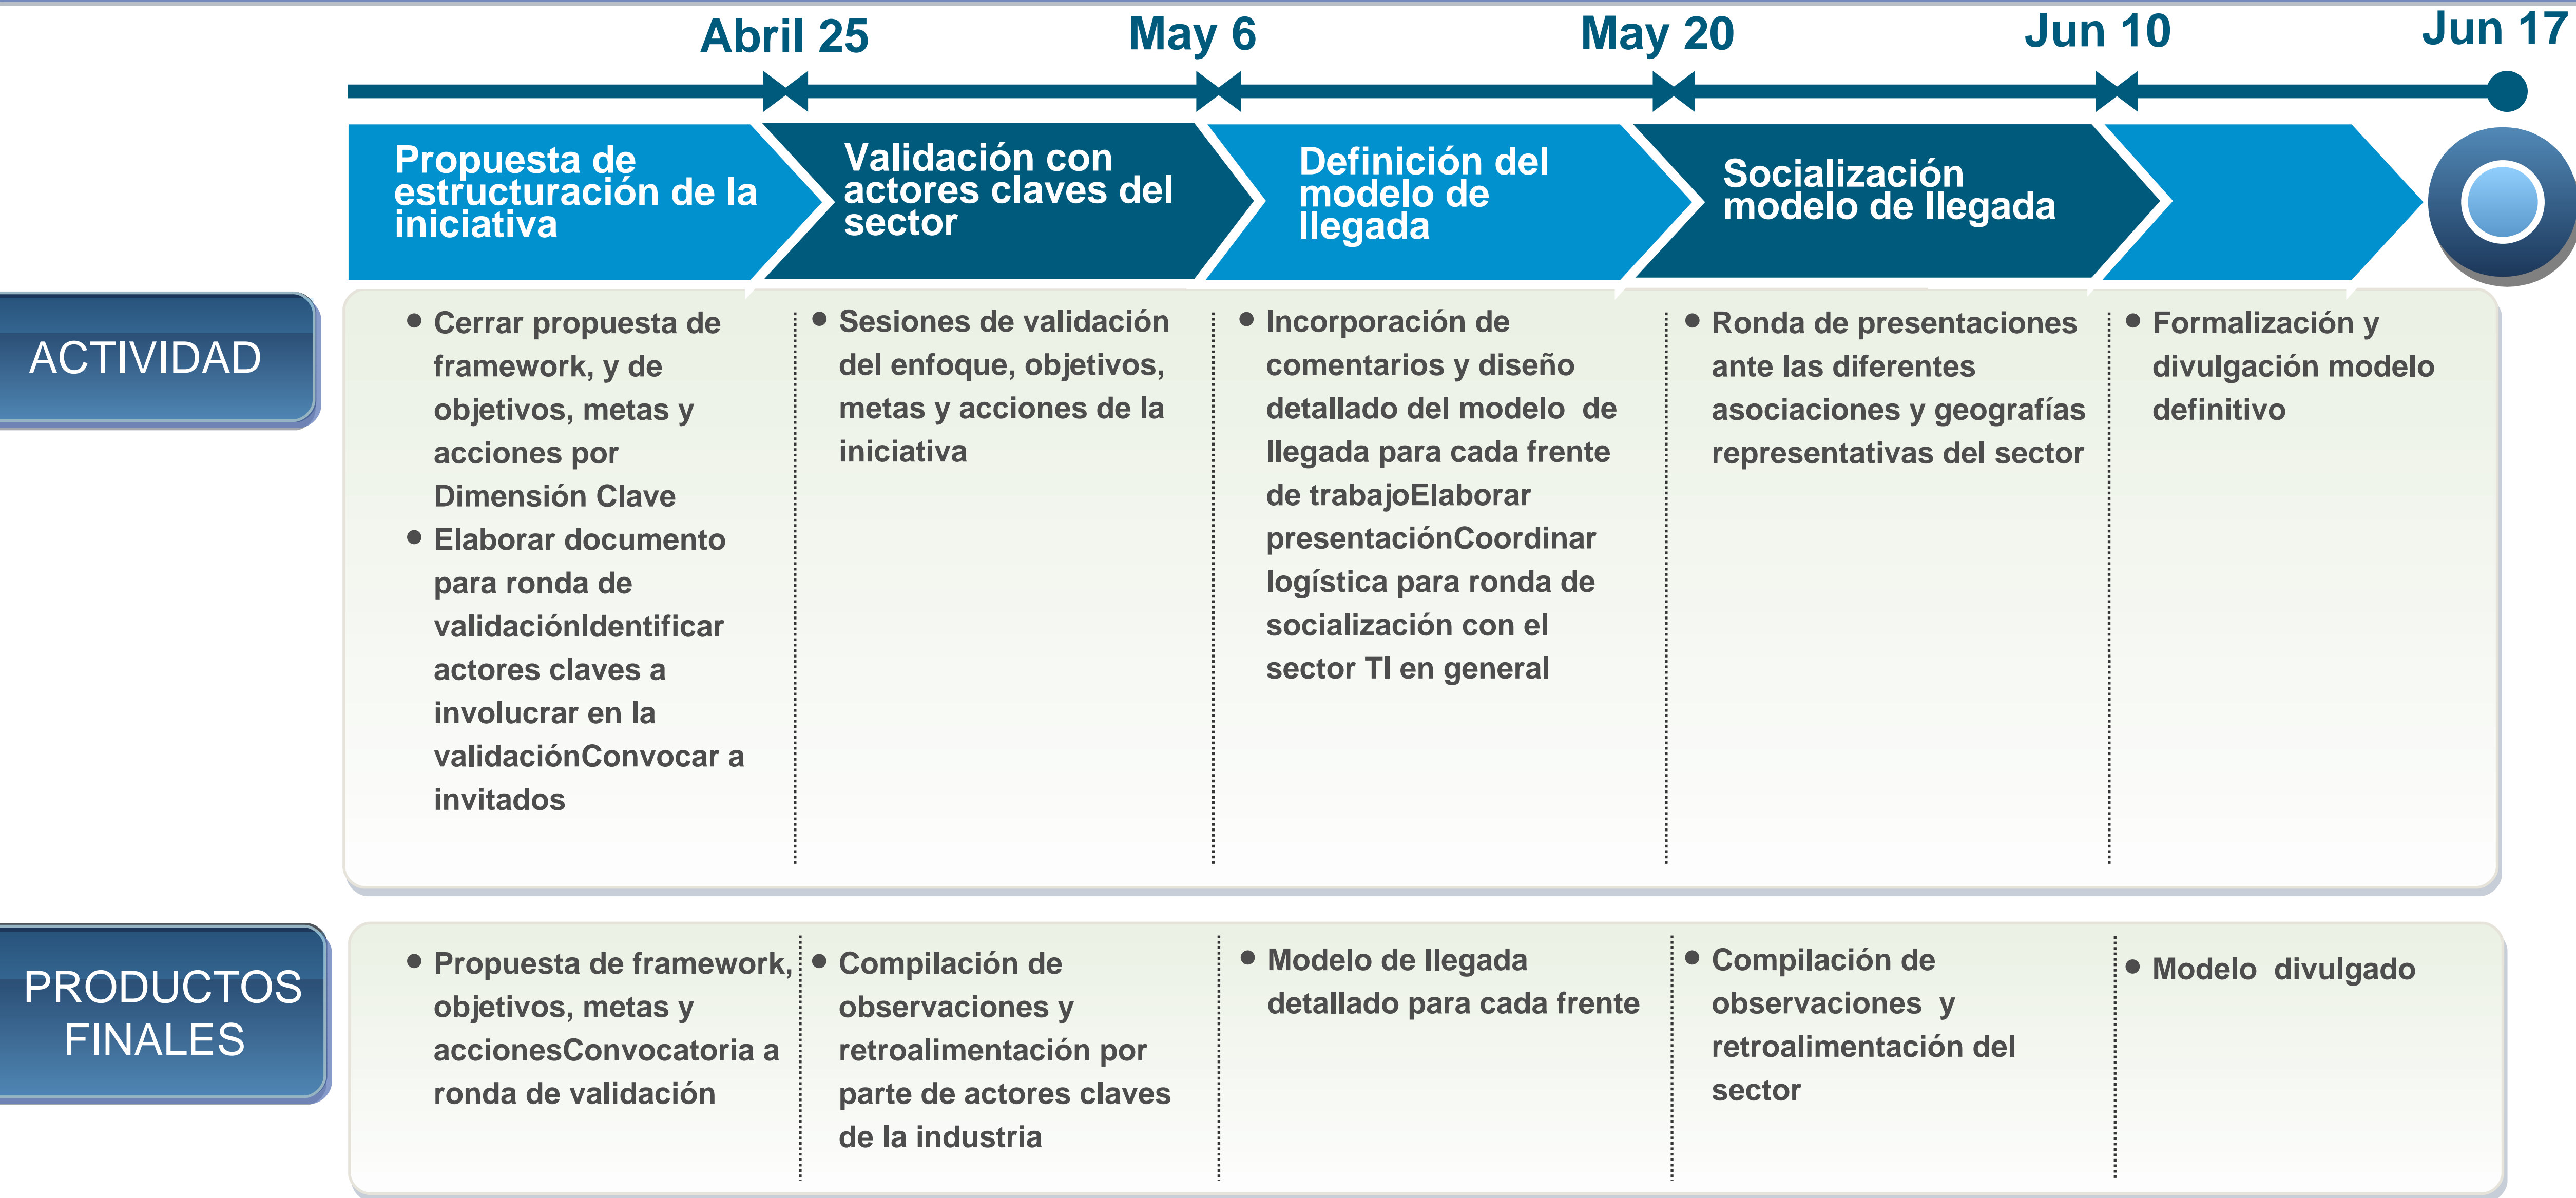 Abril 25
May 6
May 20
Jun 10
Jun 17
Propuesta de
estructuración de la
iniciativa
Validación con
actores claves del
sector
Definición del
modelo de
llegada
Socialización
modelo de llegada
ACTIVIDAD
• Cerrar propuesta de
framework, y de
objetivos, metas y
acciones por
Dimensión Clave
• Elaborar documento
para ronda de
validaciónIdentificar
actores claves a
involucrar en la
validaciónConvocar a
invitados
• Sesiones de validación
del enfoque, objetivos,
metas y acciones de la
iniciativa
• Incorporación de
comentarios y diseño
detallado del modelo  de
llegada para cada frente
de trabajoElaborar
presentaciónCoordinar
logística para ronda de
socialización con el
sector TI en general
• Ronda de presentaciones
ante las diferentes
asociaciones y geografías
representativas del sector
• Formalización y
divulgación modelo
definitivo
PRODUCTOS
FINALES
• Propuesta de framework,
objetivos, metas y
accionesConvocatoria a
ronda de validación
• Compilación de
observaciones y
retroalimentación por
parte de actores claves
de la industria
• Modelo de llegada
detallado para cada frente
• Compilación de
observaciones  y
retroalimentación del
sector
• Modelo  divulgado